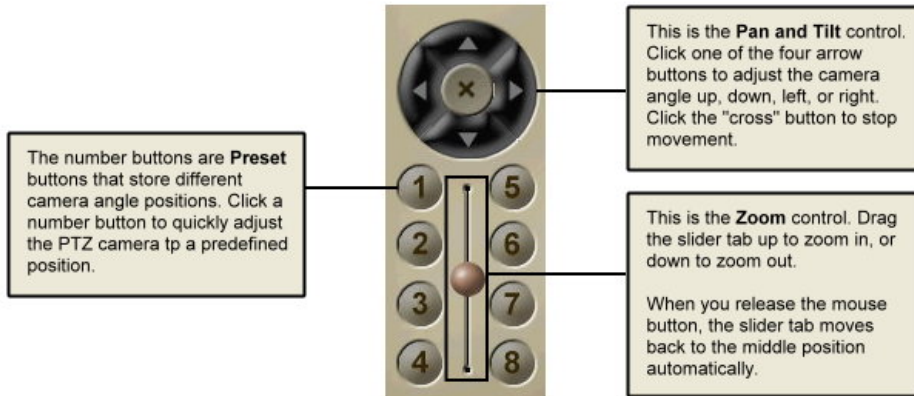 This is the Pan and Tilt control.
Click one of the four arrow
buttons to adjust the camera
angle up, down, left, or right.
Click the "cross" button to stop
movement.
The number buttons are Preset
buttons that store different
camera angle positions. Click a
number button to quickly adjust
the PTZ camera tp a predefined
position.
1 5
2 6
3 7
4 8
This is the Zoom control. Drag
the slider tab up to zoom in, or
down to zoom out.
When you release the mouse
button, the slider tab moves
back to the middle position
automatically.